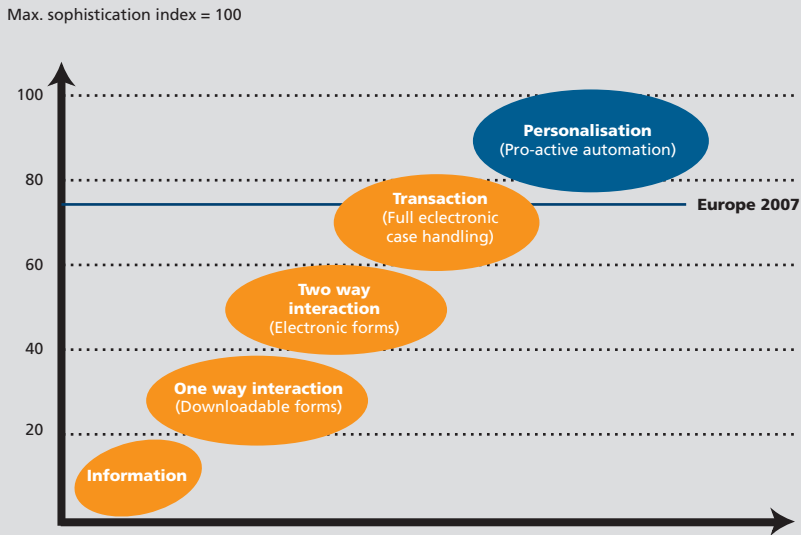 Max. sophistication index = 100
100
Personalisation
(Pro-active automation)
80
Transaction
(Full eclectronic
case handling)
Europe 2007
60
Two way
interaction
(Electronic forms)
40
One way interaction
(Downloadable forms)
20
Information